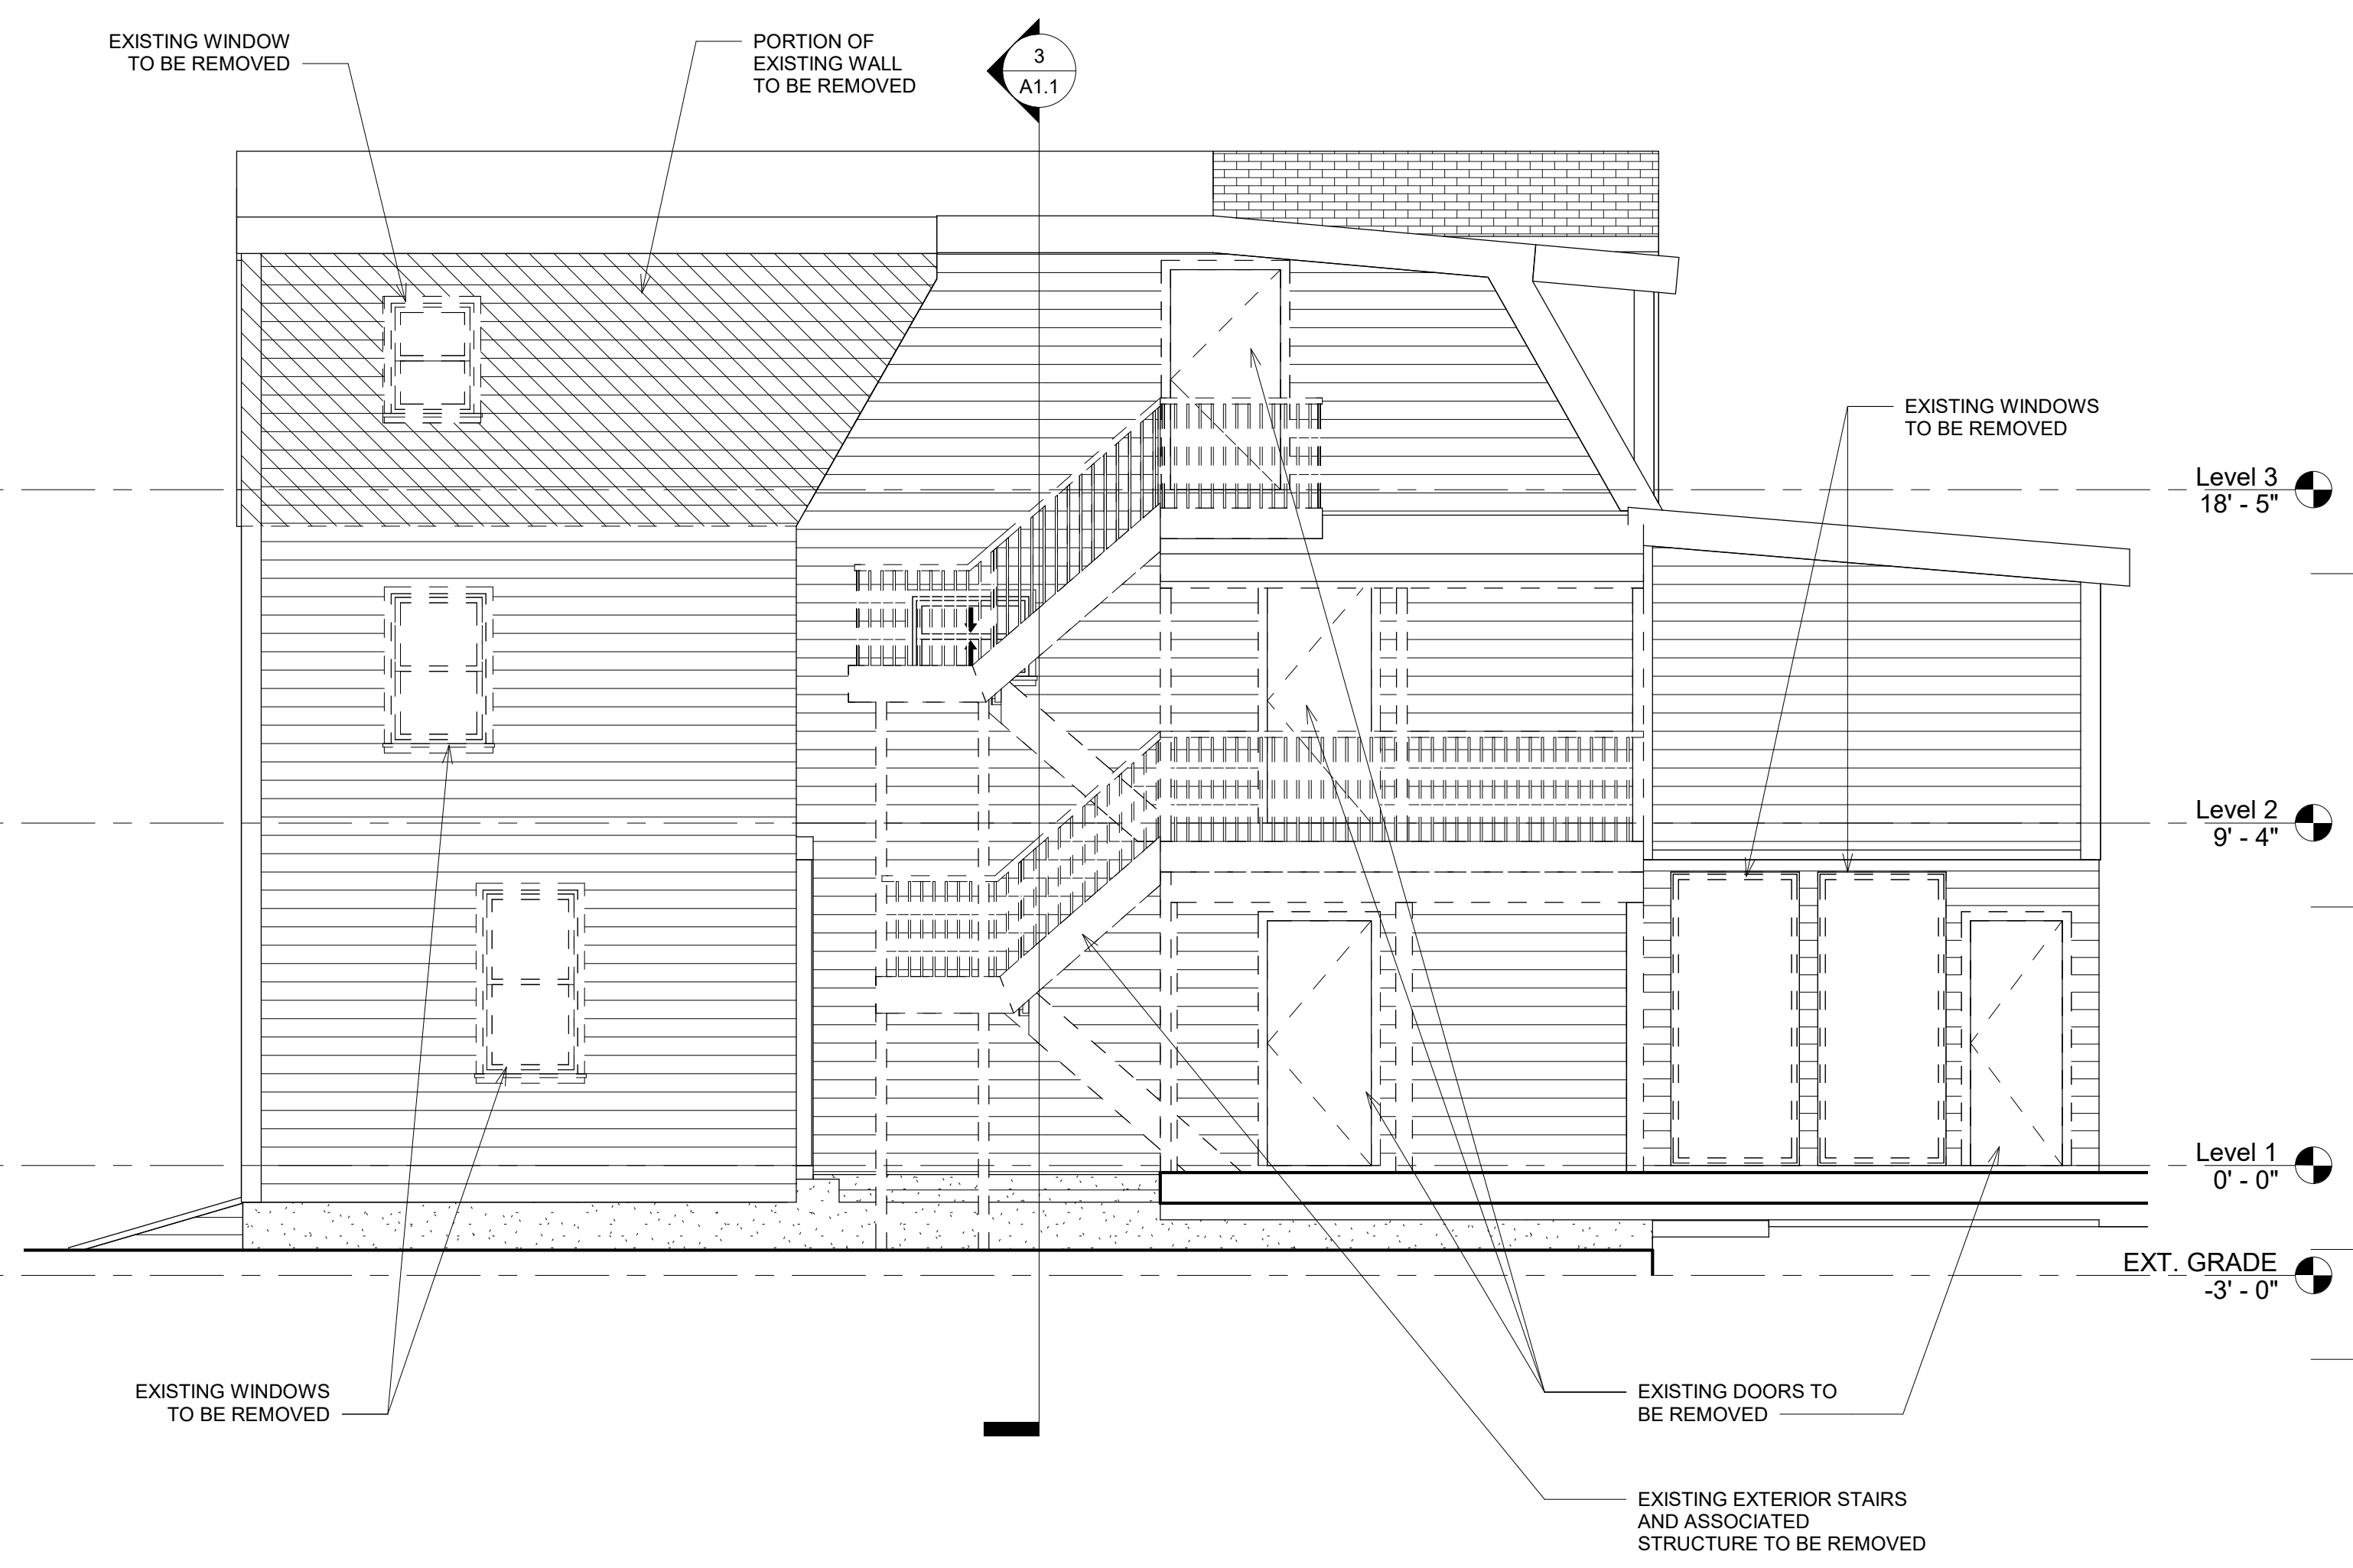 EXISTING WINDOW
TO BE REMOVED
PORTION OF
EXISTING WALL
TO BE REMOVED
3
A1.1
EXISTING WINDOWS
TO BE REMOVED
Level 3
18' - 5"
Level 2
9' - 4"
Level 1
0' - 0"
EXT. GRADE
-3' - 0"
EXISTING WINDOWS
TO BE REMOVED
EXISTING DOORS TO
BE REMOVED
EXISTING EXTERIOR STAIRS
AND ASSOCIATED
STRUCTURE TO BE REMOVED